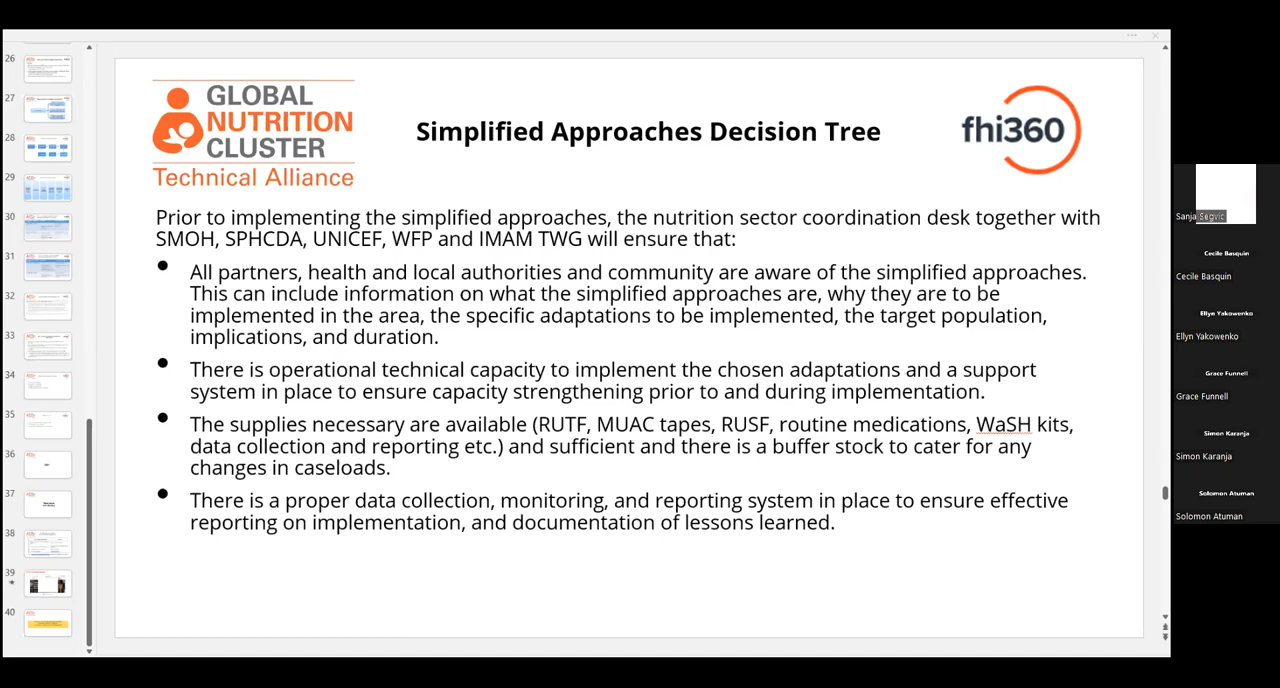 26
27
28
29
30
31
32
33
34
35
36
37
38
39
40
GLOBAL
NUTRITION
CLUSTER
Technical Alliance
Simplified Approaches Decision Tree
fhi360
Prior to implementing the simplified approaches, the nutrition sector coordination desk together with
SMOH, SPHCDA, UNICEF, WFP and IMAM TWG will ensure that:
• All partners, health and local authorities and community are aware of the simplified approaches.
This can include information on what the simplified approaches are, why they are to be
implemented in the area, the specific adaptations to be implemented, the target population,
implications, and duration.
• There is operational technical capacity to implement the chosen adaptations and a support
system in place to ensure capacity strengthening prior to and during implementation.
• The supplies necessary are available (RUTF, MUAC tapes, RUSF, routine medications, WaSH kits,
data collection and reporting etc.) and sufficient and there is a buffer stock to cater for any
changes in caseloads.
• There is a proper data collection, monitoring, and reporting system in place to ensure effective
reporting on implementation, and documentation of lessons learned.
Sanja Segvic
Cecile Basquin
Cecile Basquin
Ellyn Yakowenko
Ellyn Yakowenko
Grace Funnell
Grace Funnell
Simon Karanja
Simon Karanja
Solomon Atuman
Solomon Atuman